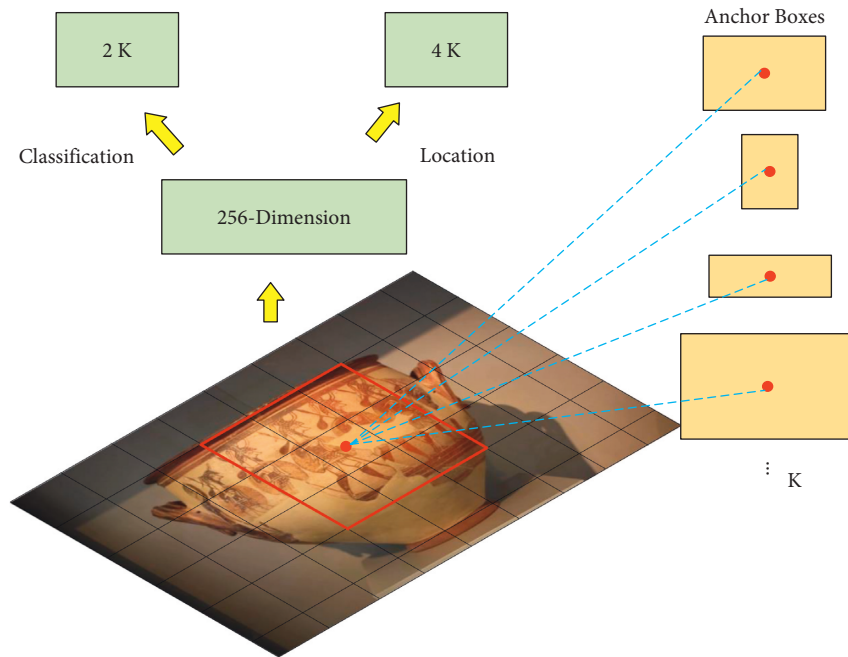 Anchor Boxes
2 K
4 K
Classification
Location
256-Dimension
⋮
K